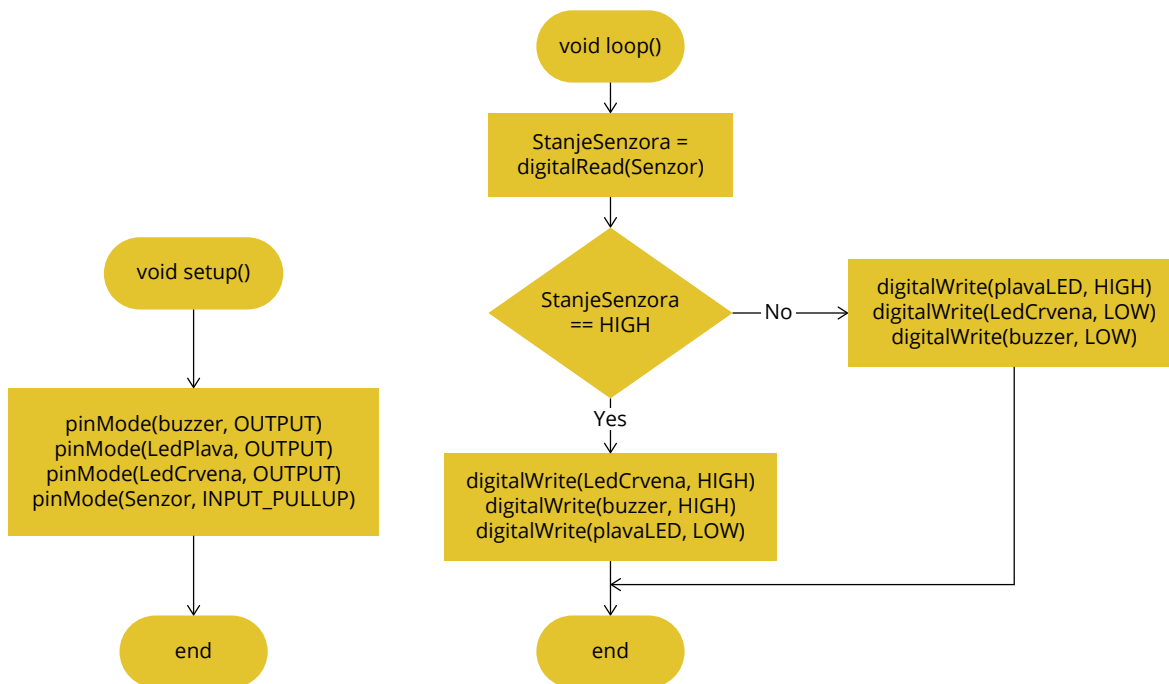 void setup()
pinMode(buzzer, OUTPUT)
pinMode(LedPlava, OUTPUT)
pinMode(LedCrvena, OUTPUT)
pinMode(Senzor, INPUT_PULLUP)
end
void loop()
StanjeSenzora =
digitalRead(Senzor)
StanjeSenzora
== HIGH
No
digitalWrite(plavaLED, HIGH)
digitalWrite(LedCrvena, LOW)
digitalWrite(buzzer, LOW)
Yes
digitalWrite(LedCrvena, HIGH)
digitalWrite(buzzer, HIGH)
digitalWrite(plavaLED, LOW)
end